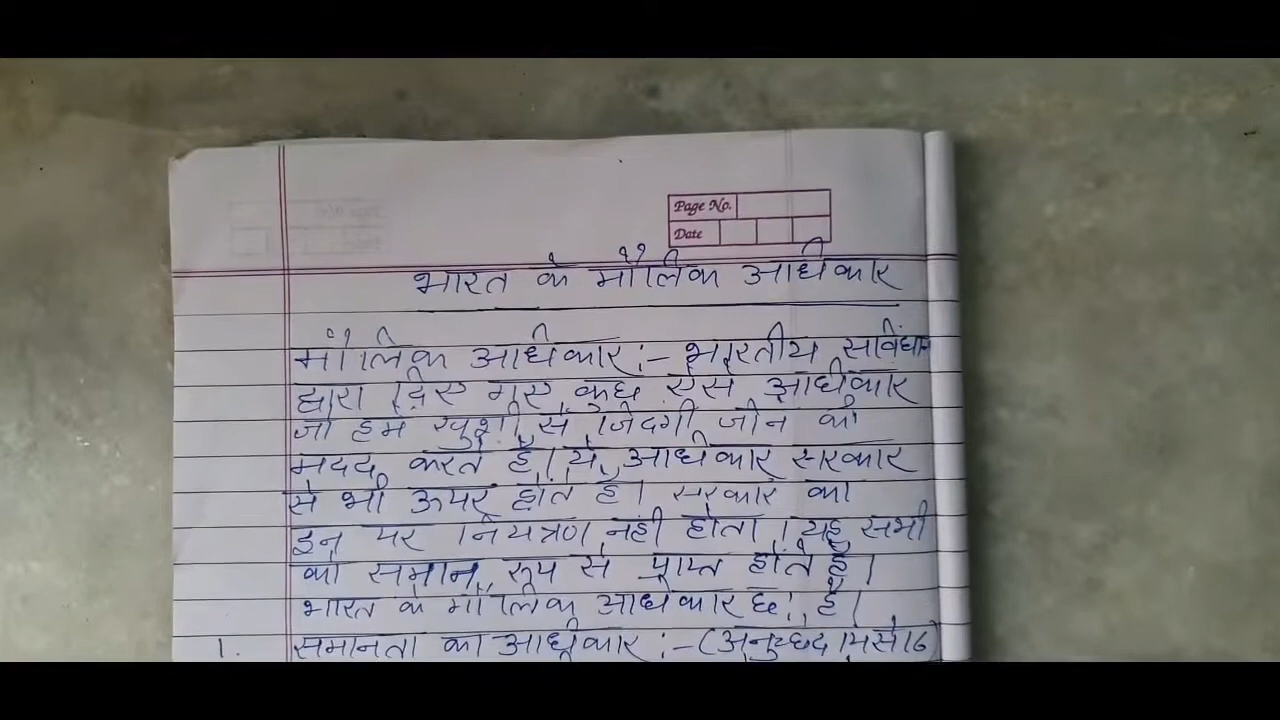 Page No.
Date
भारत के मौलिक अधिकार
मौलिक अधिकार :- भारतीय संविधान
द्वारा दिए गए कुछ ऐसे अधिकार
जो हमें खुशी से जिंदगी जीने की
मदद करते हैं। ये अधिकार सरकार
से भी ऊपर होते हैं। सरकार का
इन पर नियंत्रण नहीं होता। यह सभी
को समान रूप से प्राप्त होते है।
भारत के मौलिक अधिकार छः है।
1. समानता का अधिकार :- (अनुच्छेद 14 से 18)